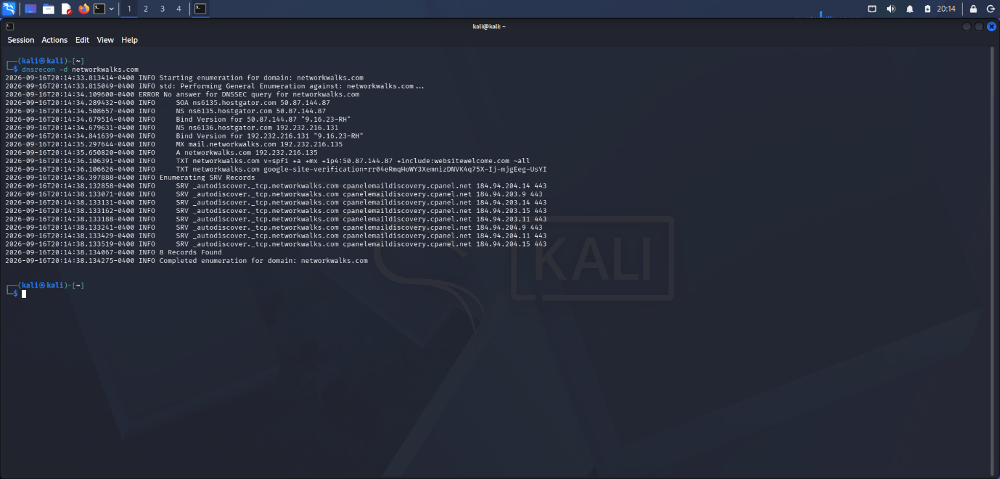 1 2 3 4 20:14
kali@kali: ~
Session Actions Edit View Help
┌──(kali㉿kali)-[~]
└─$ dnsrecon -d networkwalks.com
2026-09-16T20:14:33.813414-0400 INFO Starting enumeration for domain: networkwalks.com
2026-09-16T20:14:33.815049-0400 INFO std: Performing General Enumeration against: networkwalks.com...
2026-09-16T20:14:34.109600-0400 ERROR No answer for DNSSEC query for networkwalks.com
2026-09-16T20:14:34.289432-0400 INFO     SOA ns6135.hostgator.com 50.87.144.87
2026-09-16T20:14:34.508657-0400 INFO     NS ns6135.hostgator.com 50.87.144.87
2026-09-16T20:14:34.679514-0400 INFO     Bind Version for 50.87.144.87 "9.16.23-RH"
2026-09-16T20:14:34.679631-0400 INFO     NS ns6136.hostgator.com 192.232.216.131
2026-09-16T20:14:34.841639-0400 INFO     Bind Version for 192.232.216.131 "9.16.23-RH"
2026-09-16T20:14:35.297644-0400 INFO     MX mail.networkwalks.com 192.232.216.135
2026-09-16T20:14:35.650820-0400 INFO     A networkwalks.com 192.232.216.135
2026-09-16T20:14:36.106391-0400 INFO     TXT networkwalks.com v=spf1 +a +mx +ip4:50.87.144.87 +include:websitewelcome.com ~all
2026-09-16T20:14:36.106626-0400 INFO     TXT networkwalks.com google-site-verification=rr04eRmqHoWY3XemnizDNVK4q75X-Ij-mjgEeg-UsYI
2026-09-16T20:14:36.397888-0400 INFO Enumerating SRV Records
2026-09-16T20:14:38.132858-0400 INFO     SRV _autodiscover._tcp.networkwalks.com cpanelemaildiscovery.cpanel.net 184.94.204.14 443
2026-09-16T20:14:38.133071-0400 INFO     SRV _autodiscover._tcp.networkwalks.com cpanelemaildiscovery.cpanel.net 184.94.203.9 443
2026-09-16T20:14:38.133131-0400 INFO     SRV _autodiscover._tcp.networkwalks.com cpanelemaildiscovery.cpanel.net 184.94.203.14 443
2026-09-16T20:14:38.133162-0400 INFO     SRV _autodiscover._tcp.networkwalks.com cpanelemaildiscovery.cpanel.net 184.94.203.15 443
2026-09-16T20:14:38.133188-0400 INFO     SRV _autodiscover._tcp.networkwalks.com cpanelemaildiscovery.cpanel.net 184.94.203.11 443
2026-09-16T20:14:38.133241-0400 INFO     SRV _autodiscover._tcp.networkwalks.com cpanelemaildiscovery.cpanel.net 184.94.204.9 443
2026-09-16T20:14:38.133429-0400 INFO     SRV _autodiscover._tcp.networkwalks.com cpanelemaildiscovery.cpanel.net 184.94.204.11 443
2026-09-16T20:14:38.133519-0400 INFO     SRV _autodiscover._tcp.networkwalks.com cpanelemaildiscovery.cpanel.net 184.94.204.15 443
2026-09-16T20:14:38.134067-0400 INFO 8 Records Found
2026-09-16T20:14:38.134275-0400 INFO Completed enumeration for domain: networkwalks.com
KALI
┌──(kali㉿kali)-[~]
└─$